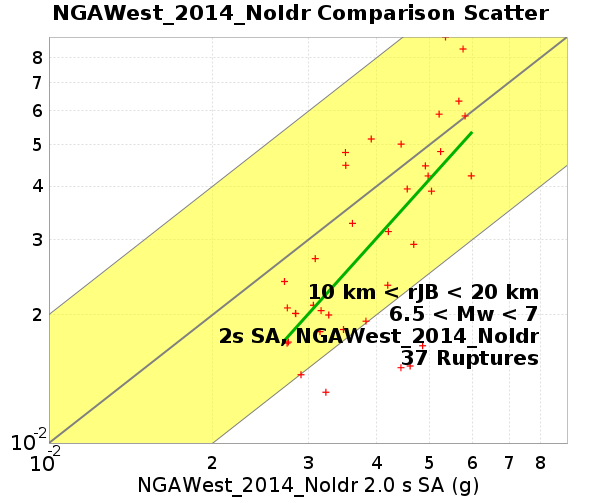 NGAWest_2014_NoIdr Comparison Scatter
8
7
6
5
4
3
2
10^-2
10 km < rJB < 20 km
6.5 < Mw < 7
2s SA, NGAWest_2014_NoIdr
37 Ruptures
10^-2 2 3 4 5 6 7 8
NGAWest_2014_NoIdr 2.0 s SA (g)